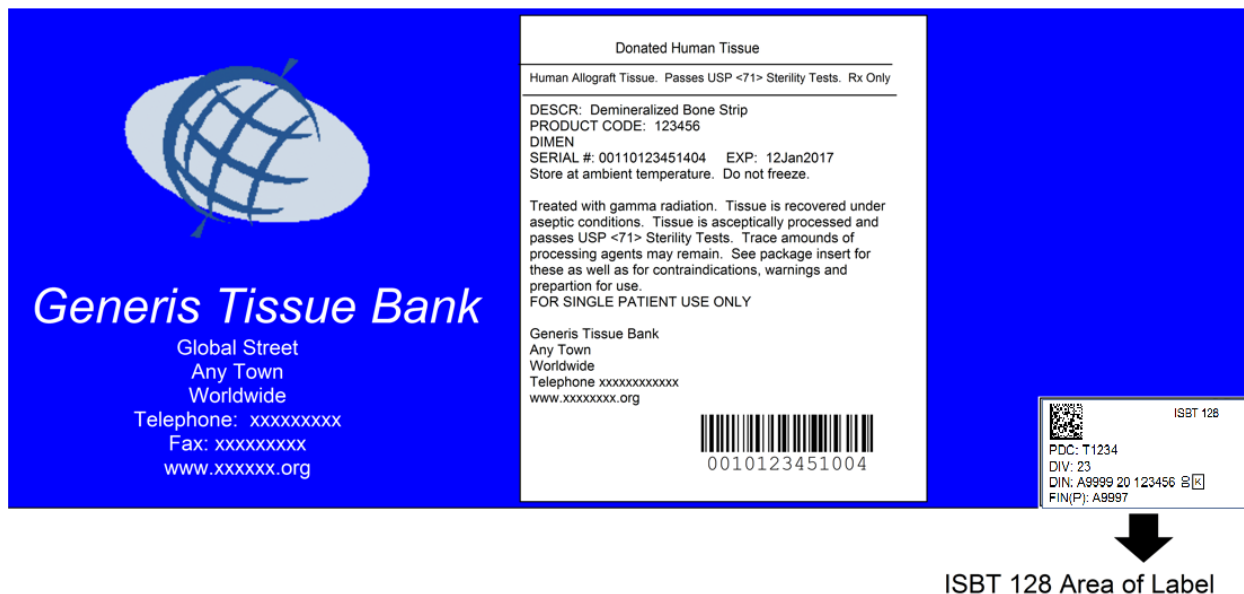 Generis Tissue Bank
Global Street
Any Town
Worldwide
Telephone: xxxxxxxxx
Fax: xxxxxxxxx
www.xxxxxx.org
Donated Human Tissue
Human Allograft Tissue. Passes USP <71> Sterility Tests. Rx Only
DESCR: Demineralized Bone Strip
PRODUCT CODE: 123456
DIMEN
SERIAL #: 00110123451404 EXP: 12Jan2017
Store at ambient temperature. Do not freeze.
Treated with gamma radiation. Tissue is recovered under
aseptic conditions. Tissue is asceptically processed and
passes USP <71> Sterility Tests. Trace amounts of
processing agents may remain. See package insert for
these as well as for contraindications, warnings and
prepartion for use.
FOR SINGLE PATIENT USE ONLY
Generis Tissue Bank
Any Town
Worldwide
Telephone xxxxxxxxxxxx
www.xxxxxxxx.org
0010123451004
ISBT 128
PDC: T1234
DIV: 23
DIN: A9999 20 123456 00 K
FIN(P): A9997
ISBT 128 Area of Label